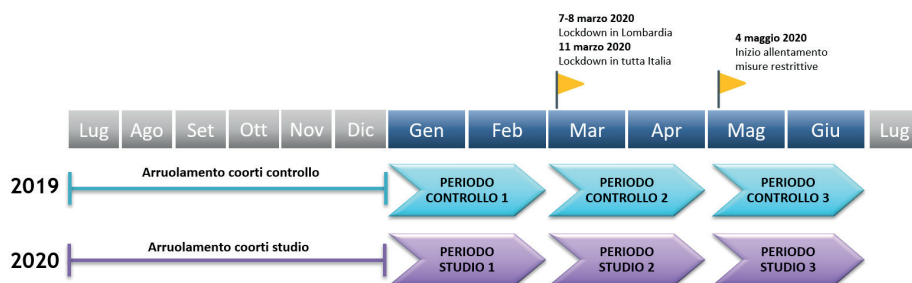 7-8 marzo 2020
Lockdown in Lombardia
11 marzo 2020
Lockdown in tutta Italia
4 maggio 2020
Inizio allentamento
misure restrittive
Lug Ago Set Ott Nov Dic Gen Feb Mar Apr Mag Giu Lug
2019
Arruolamento coorti controllo
PERIODO
CONTROLLO 1
PERIODO
CONTROLLO 2
PERIODO
CONTROLLO 3
2020
Arruolamento coorti studio
PERIODO
STUDIO 1
PERIODO
STUDIO 2
PERIODO
STUDIO 3